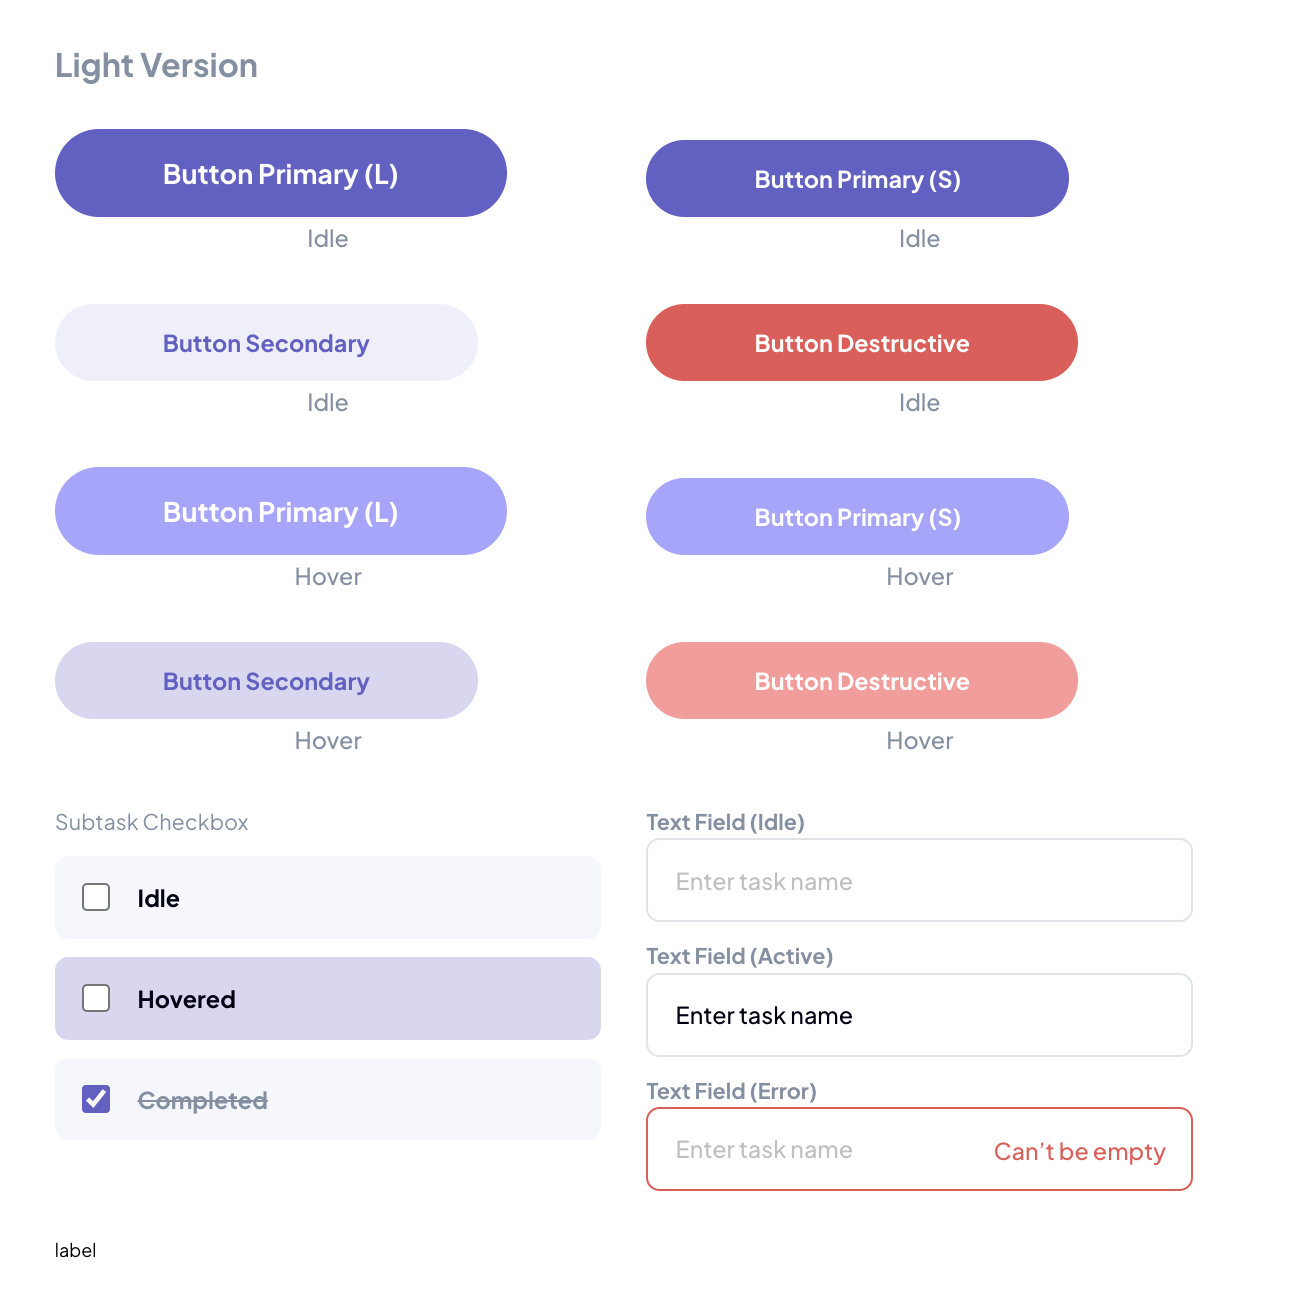 Light Version
Button Primary (L)
Button Primary (S)
Idle
Idle
Button Secondary
Button Destructive
Idle
Idle
Button Primary (L)
Button Primary (S)
Hover
Hover
Button Secondary
Button Destructive
Hover
Hover
Subtask Checkbox
Idle
Hovered
Completed
Text Field (Idle)
Enter task name
Text Field (Active)
Enter task name
Text Field (Error)
Enter task name
Can’t be empty
label